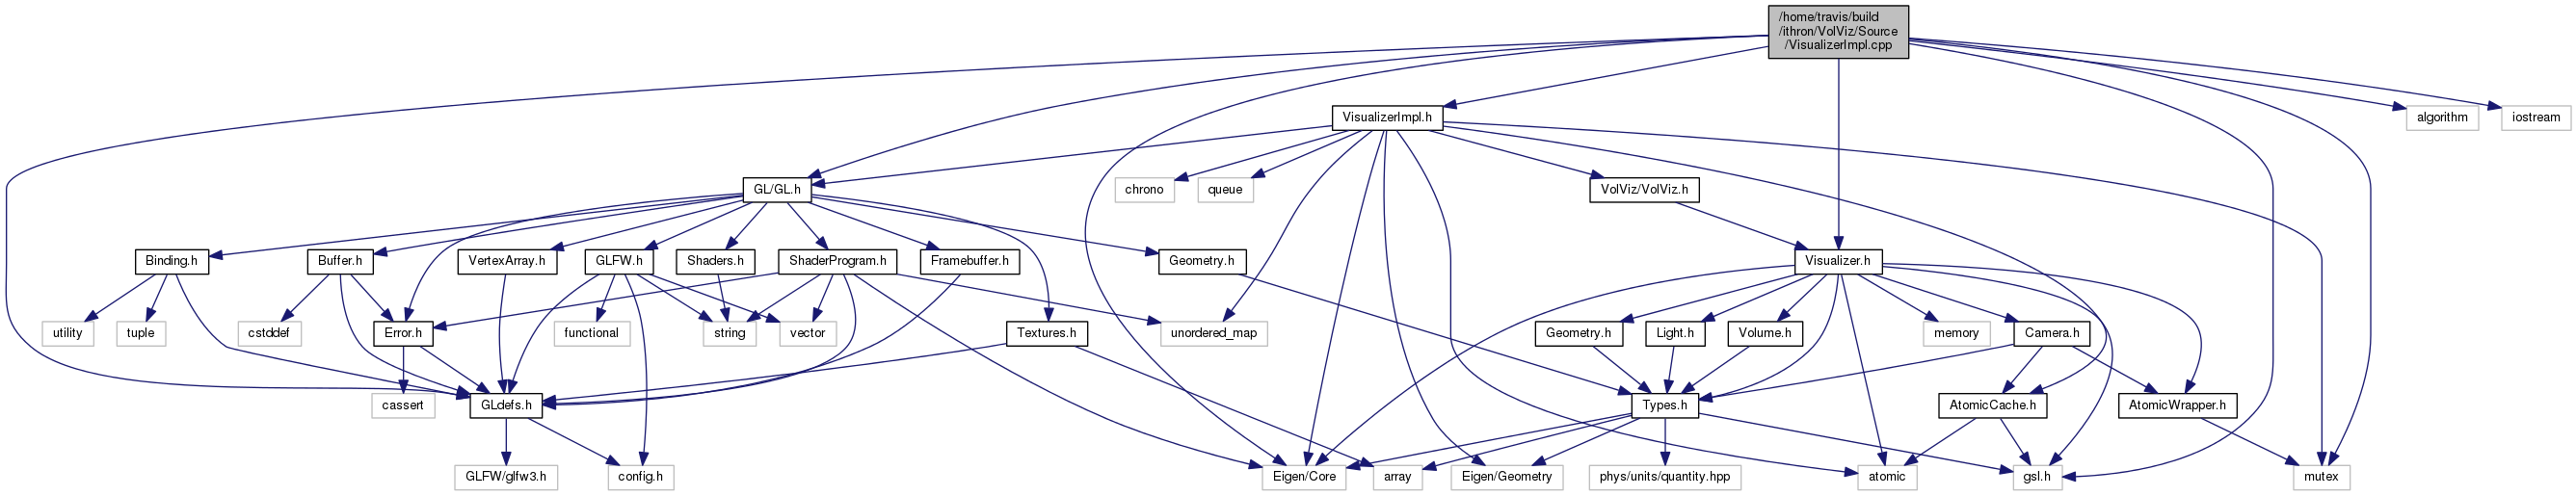 /home/travis/build
/ithron/VolViz/Source
/VisualizerImpl.cpp
VisualizerImpl.h
algorithm
iostream
GL/GL.h
chrono
queue
VolViz/VolViz.h
Binding.h
Buffer.h
VertexArray.h
GLFW.h
Shaders.h
ShaderProgram.h
Framebuffer.h
Geometry.h
Visualizer.h
utility
tuple
cstddef
Error.h
functional
string
vector
Textures.h
unordered_map
Geometry.h
Light.h
Volume.h
memory
Camera.h
cassert
GLdefs.h
Types.h
AtomicCache.h
AtomicWrapper.h
GLFW/glfw3.h
config.h
Eigen/Core
array
Eigen/Geometry
phys/units/quantity.hpp
atomic
gsl.h
mutex